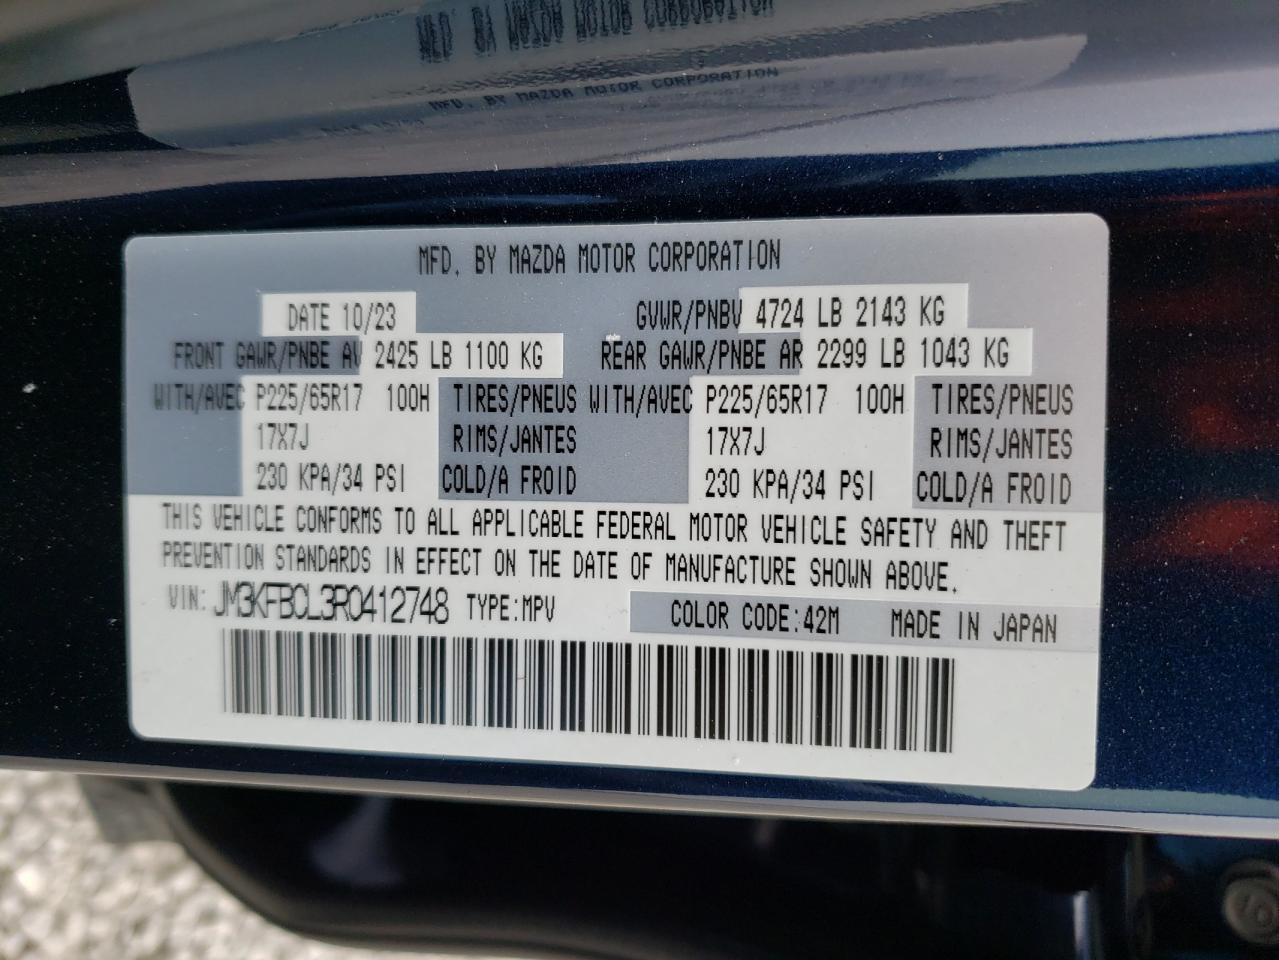 MFD. BY MAZDA MOTOR CORPORATION
MFD. BY MAZDA MOTOR CORPORATION
DATE 10/23 GVWR/PNBV 4724 LB 2143 KG
FRONT GAWR/PNBE AV 2425 LB 1100 KG REAR GAWR/PNBE AR 2299 LB 1043 KG
WITH/AVEC P225/65R17 100H TIRES/PNEUS WITH/AVEC P225/65R17 100H TIRES/PNEUS
17X7J RIMS/JANTES 17X7J RIMS/JANTES
230 KPA/34 PSI COLD/A FROID 230 KPA/34 PSI COLD/A FROID
THIS VEHICLE CONFORMS TO ALL APPLICABLE FEDERAL MOTOR VEHICLE SAFETY AND THEFT
PREVENTION STANDARDS IN EFFECT ON THE DATE OF MANUFACTURE SHOWN ABOVE.
VIN: JM3KFBCL3R0412748 TYPE:MPV COLOR CODE:42M MADE IN JAPAN